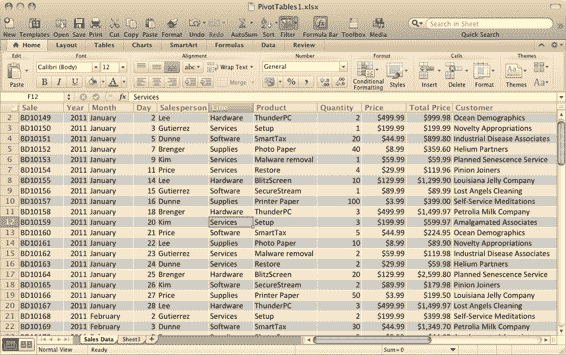 PivotTables1.xlsx
Search in Sheet
New Templates Open Save Print Import Copy Paste Format Undo Redo AutoSum Sort Filter Formula Bar Toolbox Media Quick Search
Home Layout Tables Charts SmartArt Formulas Data Review
Edit Font Alignment Number Format Cells Themes
Calibri (Body) 12 abc Wrap Text General
Paste B I U Merge Conditional Formatting Styles Actions Themes
F12 fx Services
Sale Year Month Day Salesperson Line Product Quantity Price Total Price Customer
2 BD10149 2011 January 2 Lee Hardware ThunderPC 2 $499.99 $999.98 Ocean Demographics
3 BD10150 2011 January 3 Gutierrez Services Setup 1 $199.99 $199.99 Novelty Appropriations
4 BD10151 2011 January 5 Dunne Software SmartTax 20 $44.99 $899.80 Industrial Disease Associates
5 BD10152 2011 January 7 Brenger Supplies Photo Paper 40 $8.99 $359.60 Helium Partners
6 BD10153 2011 January 9 Kim Services Malware removal 1 $59.99 $59.99 Planned Senescence Service
7 BD10154 2011 January 11 Price Services Restore 4 $29.99 $119.96 Pinion Joiners
8 BD10155 2011 January 14 Lee Hardware BlitzScreen 10 $129.99 $1,299.90 Louisiana Jelly Company
9 BD10156 2011 January 15 Gutierrez Software SecureStream 1 $89.99 $89.99 Lost Angels Cleaning
10 BD10157 2011 January 16 Dunne Supplies Printer Paper 100 $3.99 $399.00 Self-Service Meditations
11 BD10158 2011 January 18 Brenger Hardware ThunderPC 3 $499.99 $1,499.97 Petrolia Milk Company
12 BD10159 2011 January 20 Kim Services Setup 3 $199.99 $599.97 Amalgamated Associates
13 BD10160 2011 January 21 Price Software SmartTax 5 $44.99 $224.95 Ocean Demographics
14 BD10161 2011 January 22 Lee Supplies Photo Paper 10 $8.99 $89.90 Novelty Appropriations
15 BD10162 2011 January 23 Gutierrez Services Malware removal 2 $59.99 $119.98 Industrial Disease Associates
16 BD10163 2011 January 24 Dunne Services Restore 2 $29.99 $59.98 Helium Partners
17 BD10164 2011 January 25 Brenger Hardware BlitzScreen 20 $129.99 $2,599.80 Planned Senescence Service
18 BD10165 2011 January 26 Kim Software SecureStream 2 $89.99 $179.98 Pinion Joiners
19 BD10166 2011 January 27 Price Supplies Printer Paper 50 $3.99 $199.50 Louisiana Jelly Company
20 BD10167 2011 January 28 Lee Hardware ThunderPC 3 $499.99 $1,499.97 Lost Angels Cleaning
21 BD10168 2011 February 2 Gutierrez Services Setup 1 $199.99 $199.99 Self-Service Meditations
22 BD10169 2011 February 3 Dunne Software SmartTax 30 $44.99 $1,349.70 Petrolia Milk Company
Sales Data Sheet3
Normal View Ready Sum=0